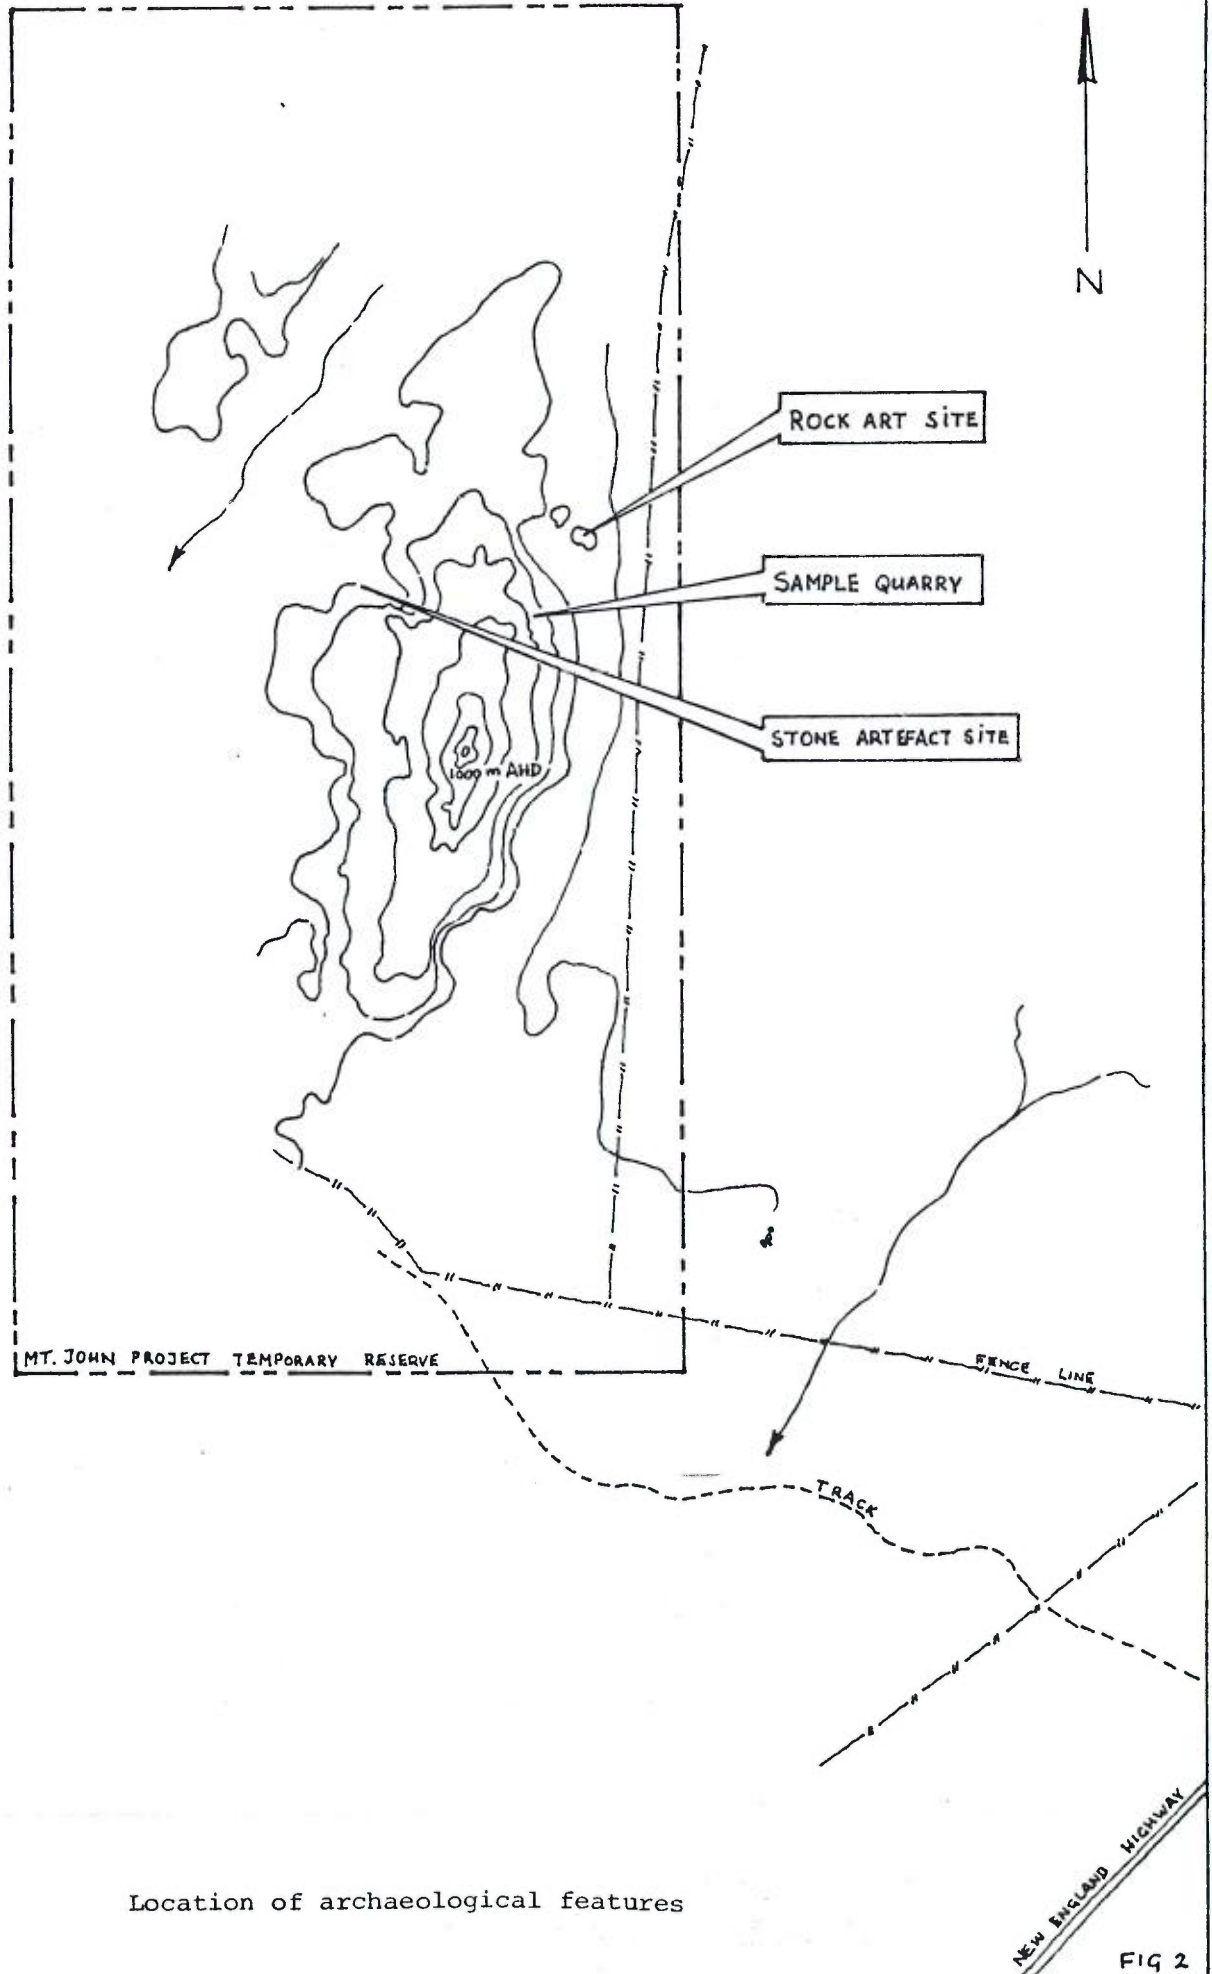 N
ROCK ART SITE
SAMPLE QUARRY
STONE ARTEFACT SITE
1000 m AHD
MT. JOHN PROJECT TEMPORARY RESERVE
FENCE LINE
TRACK
NEW ENGLAND HIGHWAY
Location of archaeological features
FIG 2